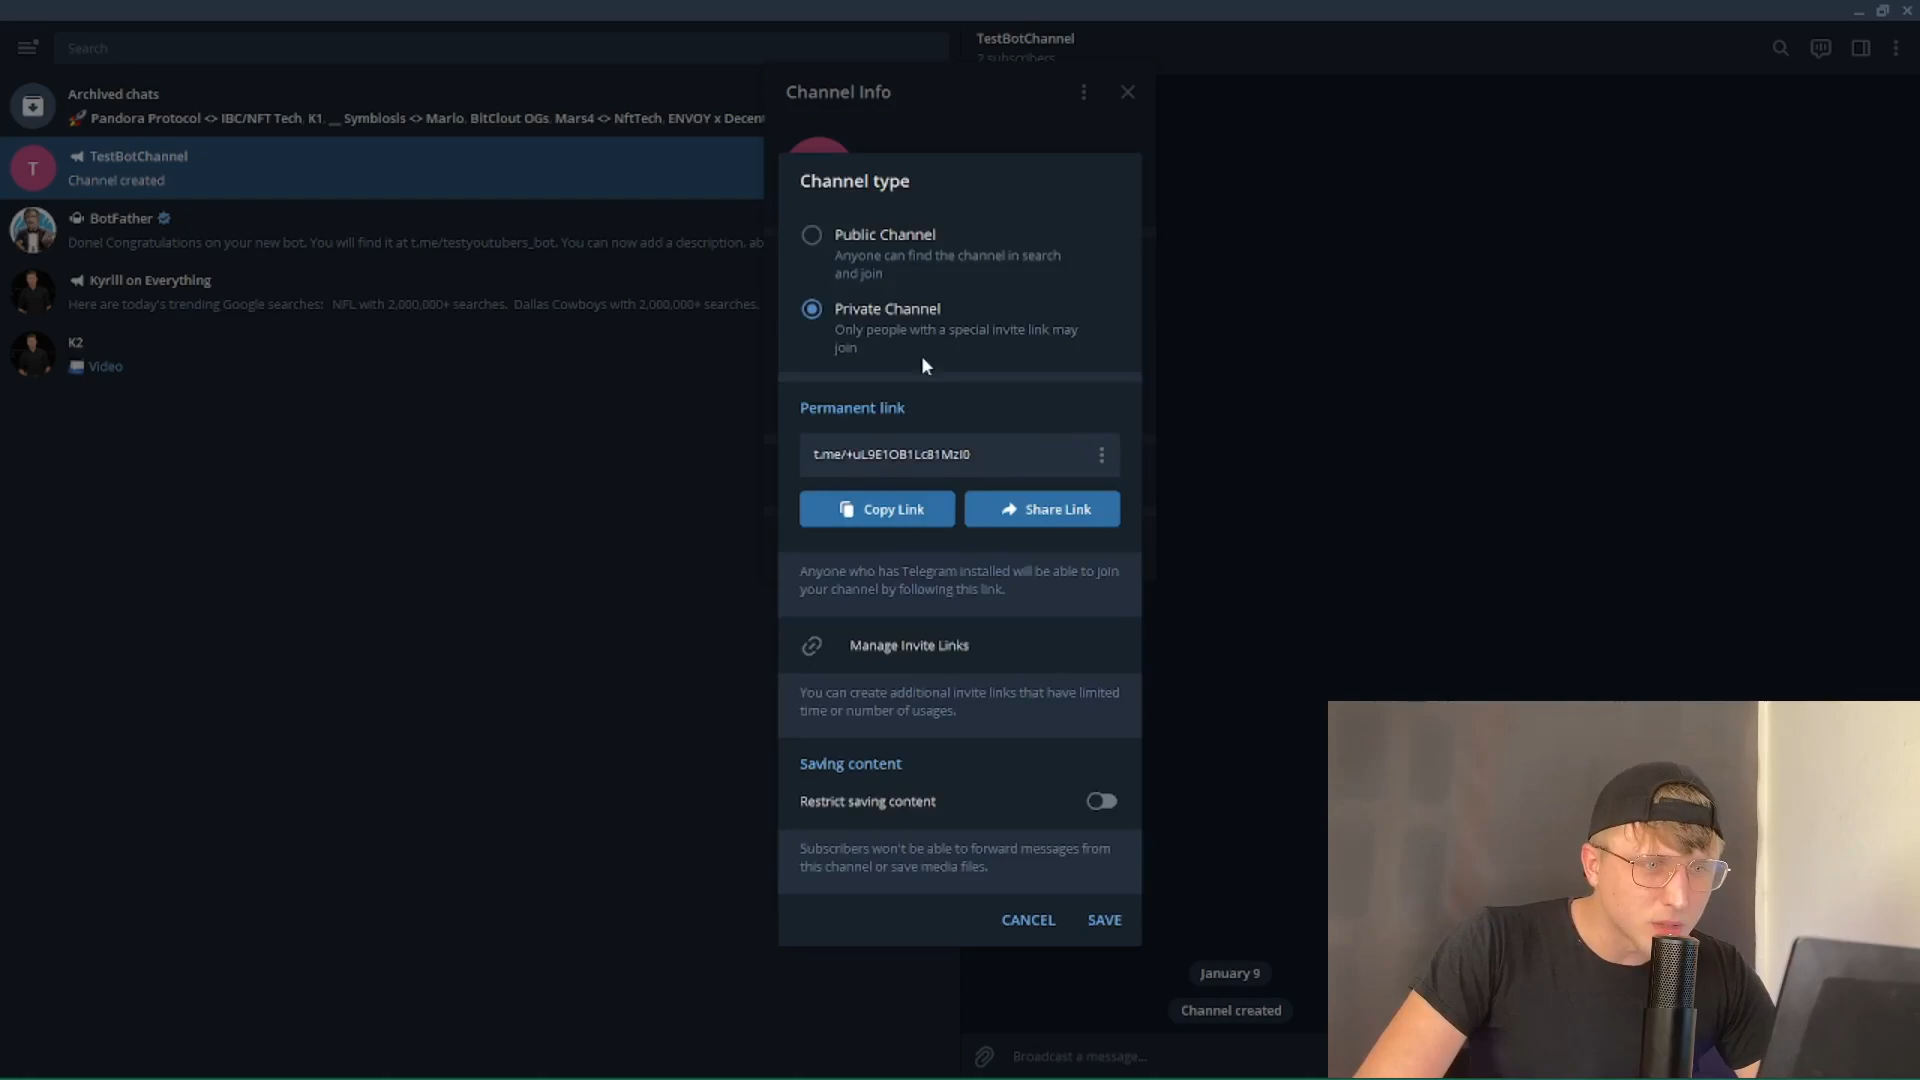 Search
Archived chats
🚀 Pandora Protocol <> IBC/NFT Tech, K1, __ Symbiosis <> Mario, BitClout OGs, Mars4 <> NftTech, ENVOY x Decent
T
TestBotChannel
Channel created
BotFather
Done! Congratulations on your new bot. You will find it at t.me/testyoutubers_bot. You can now add a description, ab
Kyrill on Everything
Here are today's trending Google searches: NFL with 2,000,000+ searches. Dallas Cowboys with 2,000,000+ searches.
K2
Video
TestBotChannel
2 subscribers
Channel Info
Channel type
Public Channel
Anyone can find the channel in search
and join
Private Channel
Only people with a special invite link may
join
Permanent link
t.me/+uL9E1OB1Lc81MzI0
Copy Link
Share Link
Anyone who has Telegram installed will be able to join
your channel by following this link.
Manage Invite Links
You can create additional invite links that have limited
time or number of usages.
Saving content
Restrict saving content
Subscribers won't be able to forward messages from
this channel or save media files.
CANCEL
SAVE
January 9
Channel created
Broadcast a message...